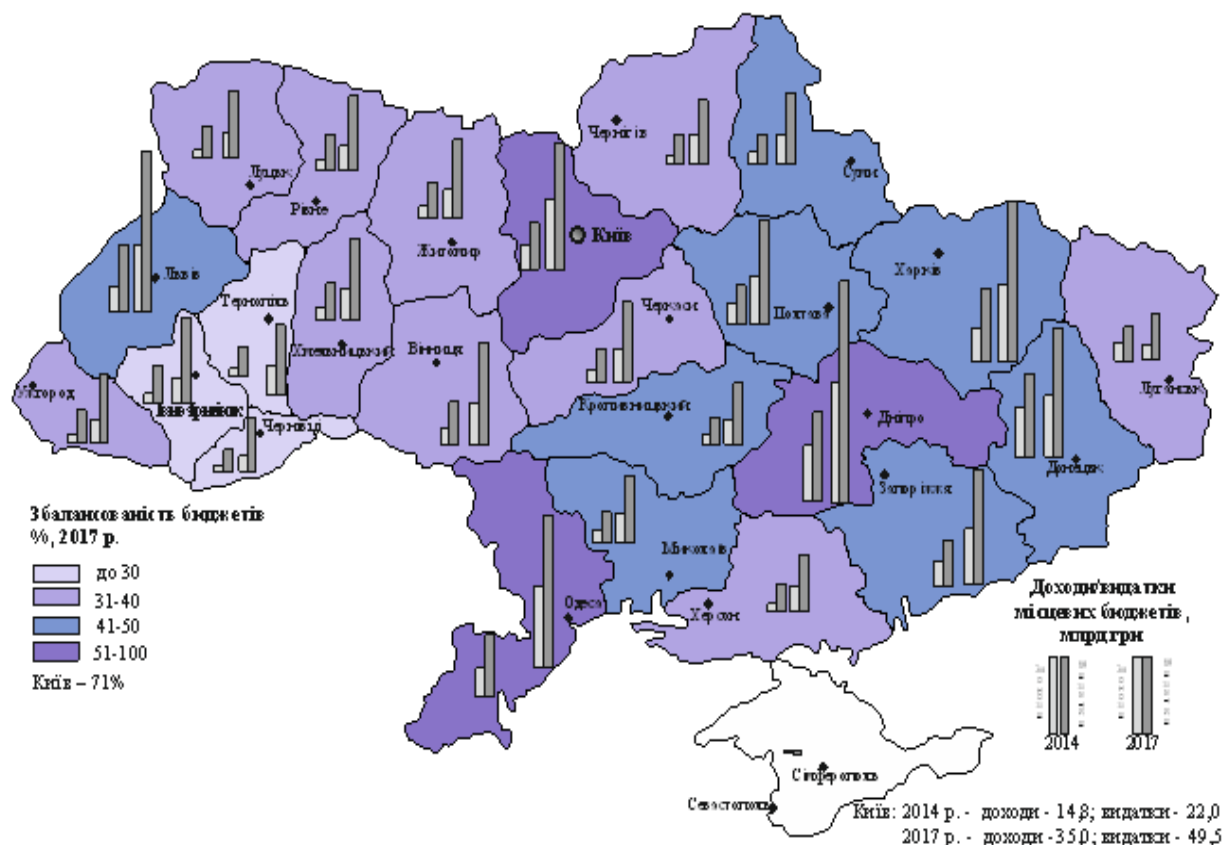 Чернігів
Суми
Луцьк
Рівне
Київ
Житомир
Львів
Харків
Тернопіль
Черкаси
Полтава
Хмельницький
Вінниця
Ужгород
Луганськ
Кропивницький
Дніпро
Чернівці
Донецьк
Запоріжжя
Збалансованість бюджетів
%, 2017 р.
до 30
31-40
41-50
51-100
Київ – 71%
Миколаїв
Одеса
Херсон
Доходи/видатки
місцевих бюджетів,
млрд грн
2014
2017
Сімферополь
Севастополь
Київ: 2014 р. - доходи - 14,8; видатки - 22,0
2017 р. - доходи -35,0; видатки - 49,5